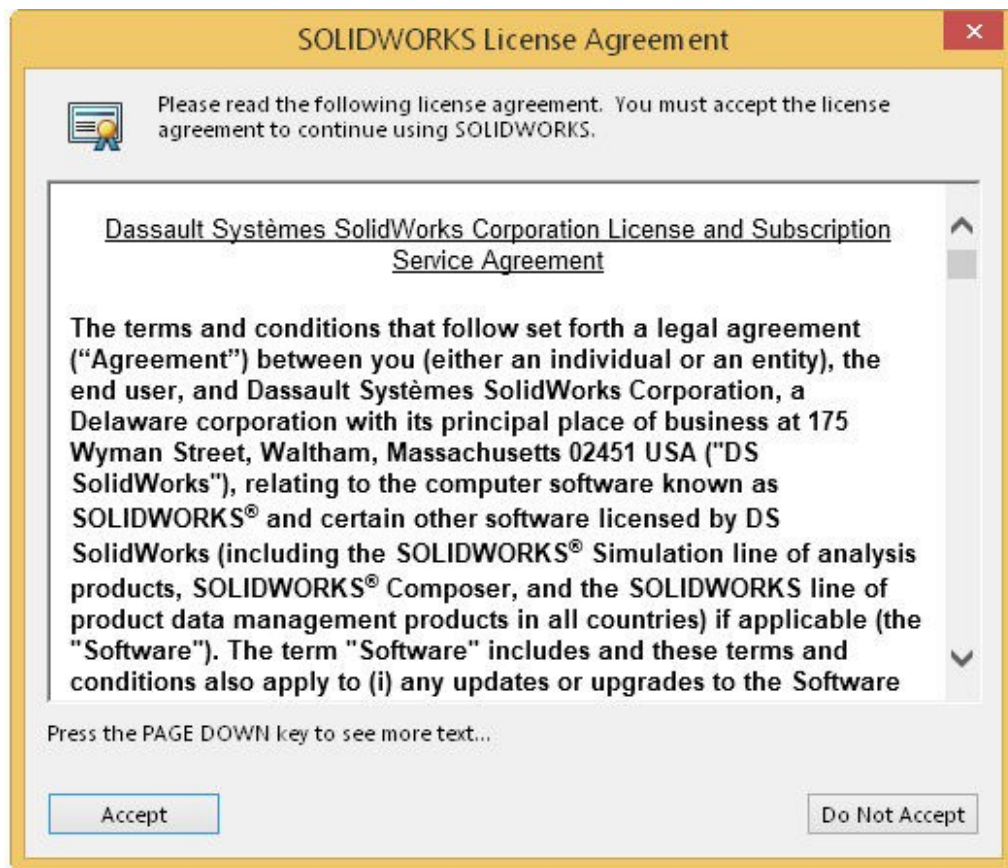 SOLIDWORKS License Agreement
Please read the following license agreement.  You must accept the license
agreement to continue using SOLIDWORKS.
Dassault Systèmes SolidWorks Corporation License and Subscription
Service Agreement
The terms and conditions that follow set forth a legal agreement
(“Agreement”) between you (either an individual or an entity), the
end user, and Dassault Systèmes SolidWorks Corporation, a
Delaware corporation with its principal place of business at 175
Wyman Street, Waltham, Massachusetts 02451 USA ("DS
SolidWorks"), relating to the computer software known as
SOLIDWORKS® and certain other software licensed by DS
SolidWorks (including the SOLIDWORKS® Simulation line of analysis
products, SOLIDWORKS® Composer, and the SOLIDWORKS line of
product data management products in all countries) if applicable (the
"Software"). The term "Software" includes and these terms and
conditions also apply to (i) any updates or upgrades to the Software
Press the PAGE DOWN key to see more text...
Accept
Do Not Accept